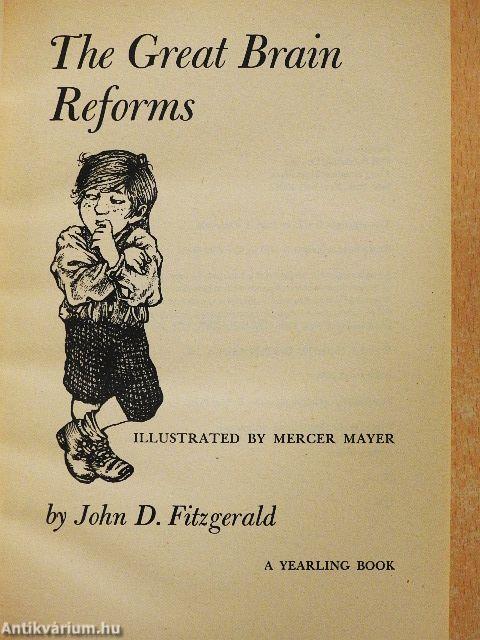 The Great Brain
Reforms
ILLUSTRATED BY MERCER MAYER
by John D. Fitzgerald
A YEARLING BOOK
Antikvárium.hu